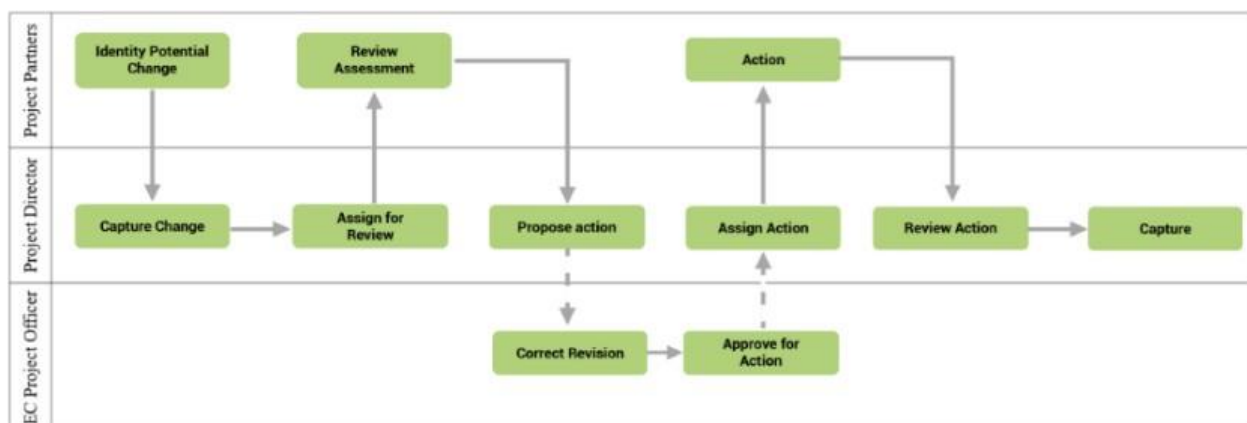 Project Partners
Identity Potential
Change
Review
Assessment
Action
Project Director
Capture Change
Assign for
Review
Propose action
Assign Action
Review Action
Capture
EC Project Officer
Correct Revision
Approve for
Action